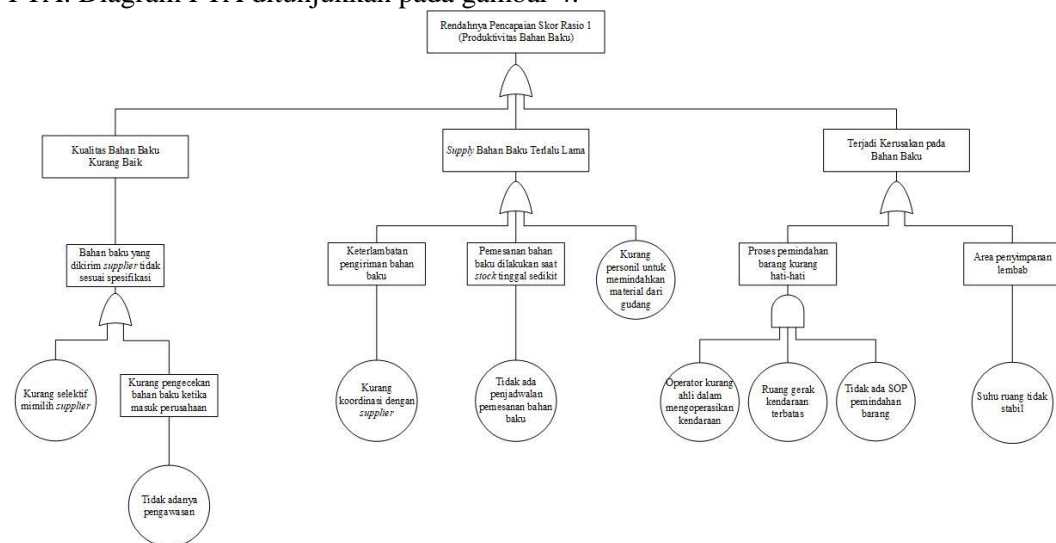 FTA. Diagram FTA ditunjukkan pada gambar 4.
Rendahnya Pencapaian Skor Rasio 1
(Produktivitas Bahan Baku)
Kualitas Bahan Baku
Kurang Baik
Supply Bahan Baku Terlalu Lama
Terjadi Kerusakan pada
Bahan Baku
Bahan baku yang
dikirim supplier tidak
sesuai spesifikasi
Keterlambatan
pengiriman bahan
baku
Pemesanan bahan
baku dilakukan saat
stock tinggal sedikit
Kurang
personil untuk
memindahkan
material dari
gudang
Proses pemindahan
barang kurang
hati-hati
Area penyimpanan
lembab
Kurang selektif
mimilih supplier
Kurang pengecekan
bahan baku ketika
masuk perusahaan
Kurang
koordinasi dengan
supplier
Tidak ada
penjadwalan
pemesanan bahan
baku
Operator kurang
ahli dalam
mengoperasikan
kendaraan
Ruang gerak
kendaraan
terbatas
Tidak ada SOP
pemindahan
barang
Suhu ruang tidak
stabil
Tidak adanya
pengawasan